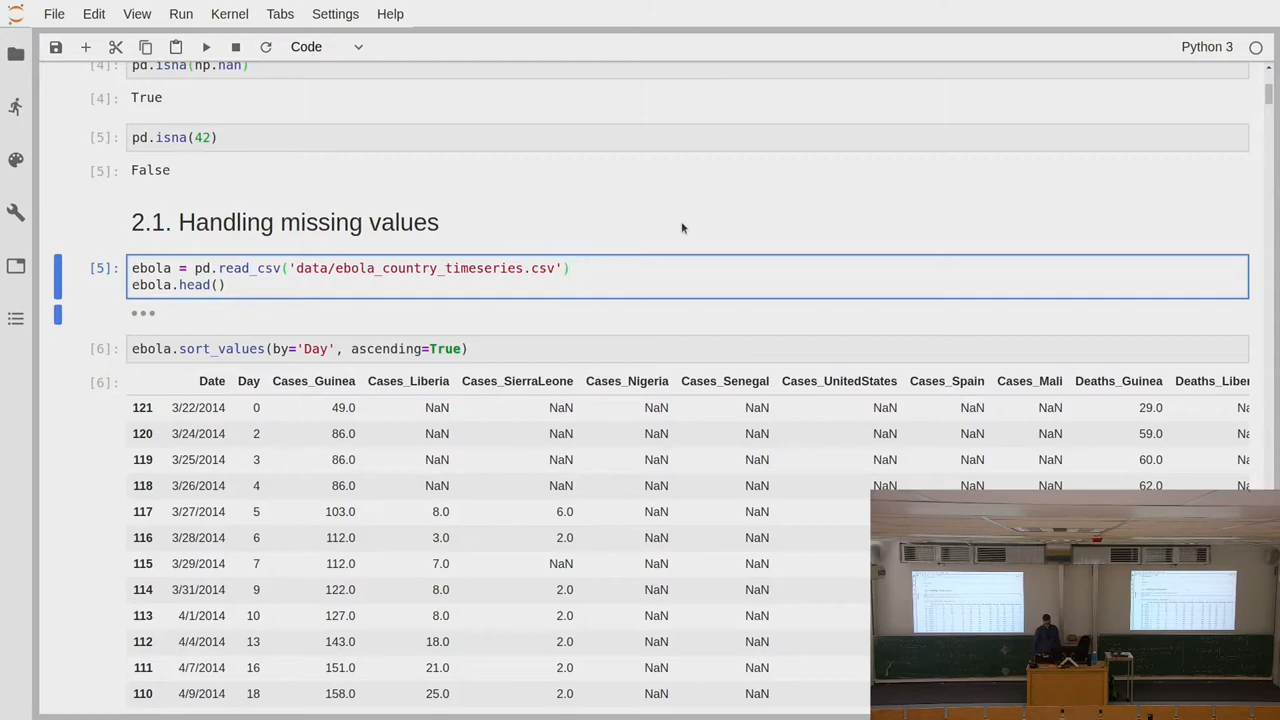 File Edit View Run Kernel Tabs Settings Help
Code Python 3
[4]: pd.isna(np.nan)
[4]: True
[5]: pd.isna(42)
[5]: False
2.1. Handling missing values
[5]: ebola = pd.read_csv('data/ebola_country_timeseries.csv')
ebola.head()
[6]: ebola.sort_values(by='Day', ascending=True)
[6]: Date Day Cases_Guinea Cases_Liberia Cases_SierraLeone Cases_Nigeria Cases_Senegal Cases_UnitedStates Cases_Spain Cases_Mali Deaths_Guinea Deaths_Liber
121 3/22/2014 0 49.0 NaN NaN NaN NaN NaN NaN NaN 29.0 Na
120 3/24/2014 2 86.0 NaN NaN NaN NaN NaN NaN NaN 59.0 Na
119 3/25/2014 3 86.0 NaN NaN NaN NaN NaN NaN NaN 60.0 Na
118 3/26/2014 4 86.0 NaN NaN NaN NaN NaN NaN NaN 62.0 Na
117 3/27/2014 5 103.0 8.0 6.0 NaN NaN
116 3/28/2014 6 112.0 3.0 2.0 NaN NaN
115 3/29/2014 7 112.0 7.0 NaN NaN NaN
114 3/31/2014 9 122.0 8.0 2.0 NaN NaN
113 4/1/2014 10 127.0 8.0 2.0 NaN NaN
112 4/4/2014 13 143.0 18.0 2.0 NaN NaN
111 4/7/2014 16 151.0 21.0 2.0 NaN NaN
110 4/9/2014 18 158.0 25.0 2.0 NaN NaN